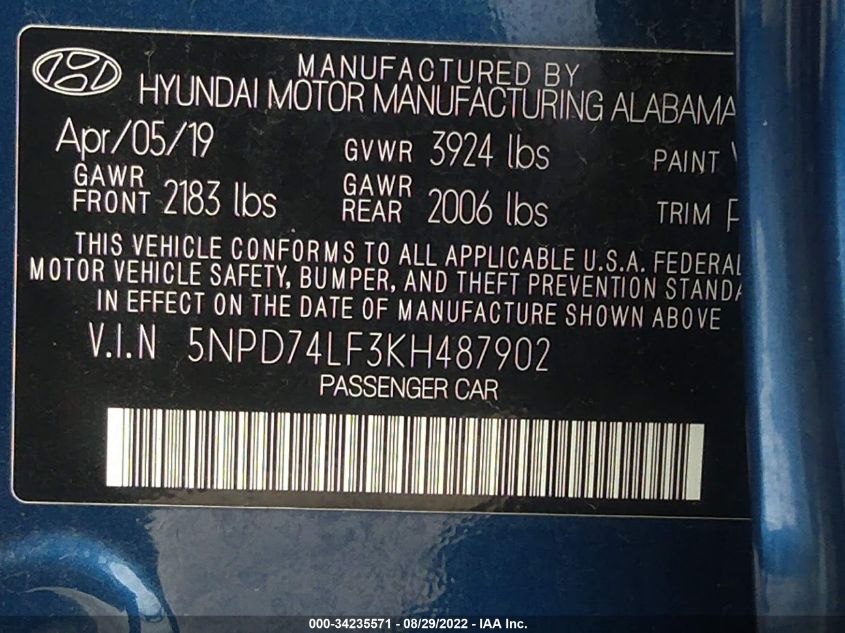 MANUFACTURED BY
HYUNDAI MOTOR MANUFACTURING ALABAMA
Apr/05/19 GVWR 3924 lbs PAINT
GAWR FRONT 2183 lbs GAWR REAR 2006 lbs TRIM
THIS VEHICLE CONFORMS TO ALL APPLICABLE U.S.A. FEDERAL
MOTOR VEHICLE SAFETY, BUMPER, AND THEFT PREVENTION STANDA
IN EFFECT ON THE DATE OF MANUFACTURE SHOWN ABOVE
V.I.N 5NPD74LF3KH487902
PASSENGER CAR
000-34235571 - 08/29/2022 - IAA Inc.